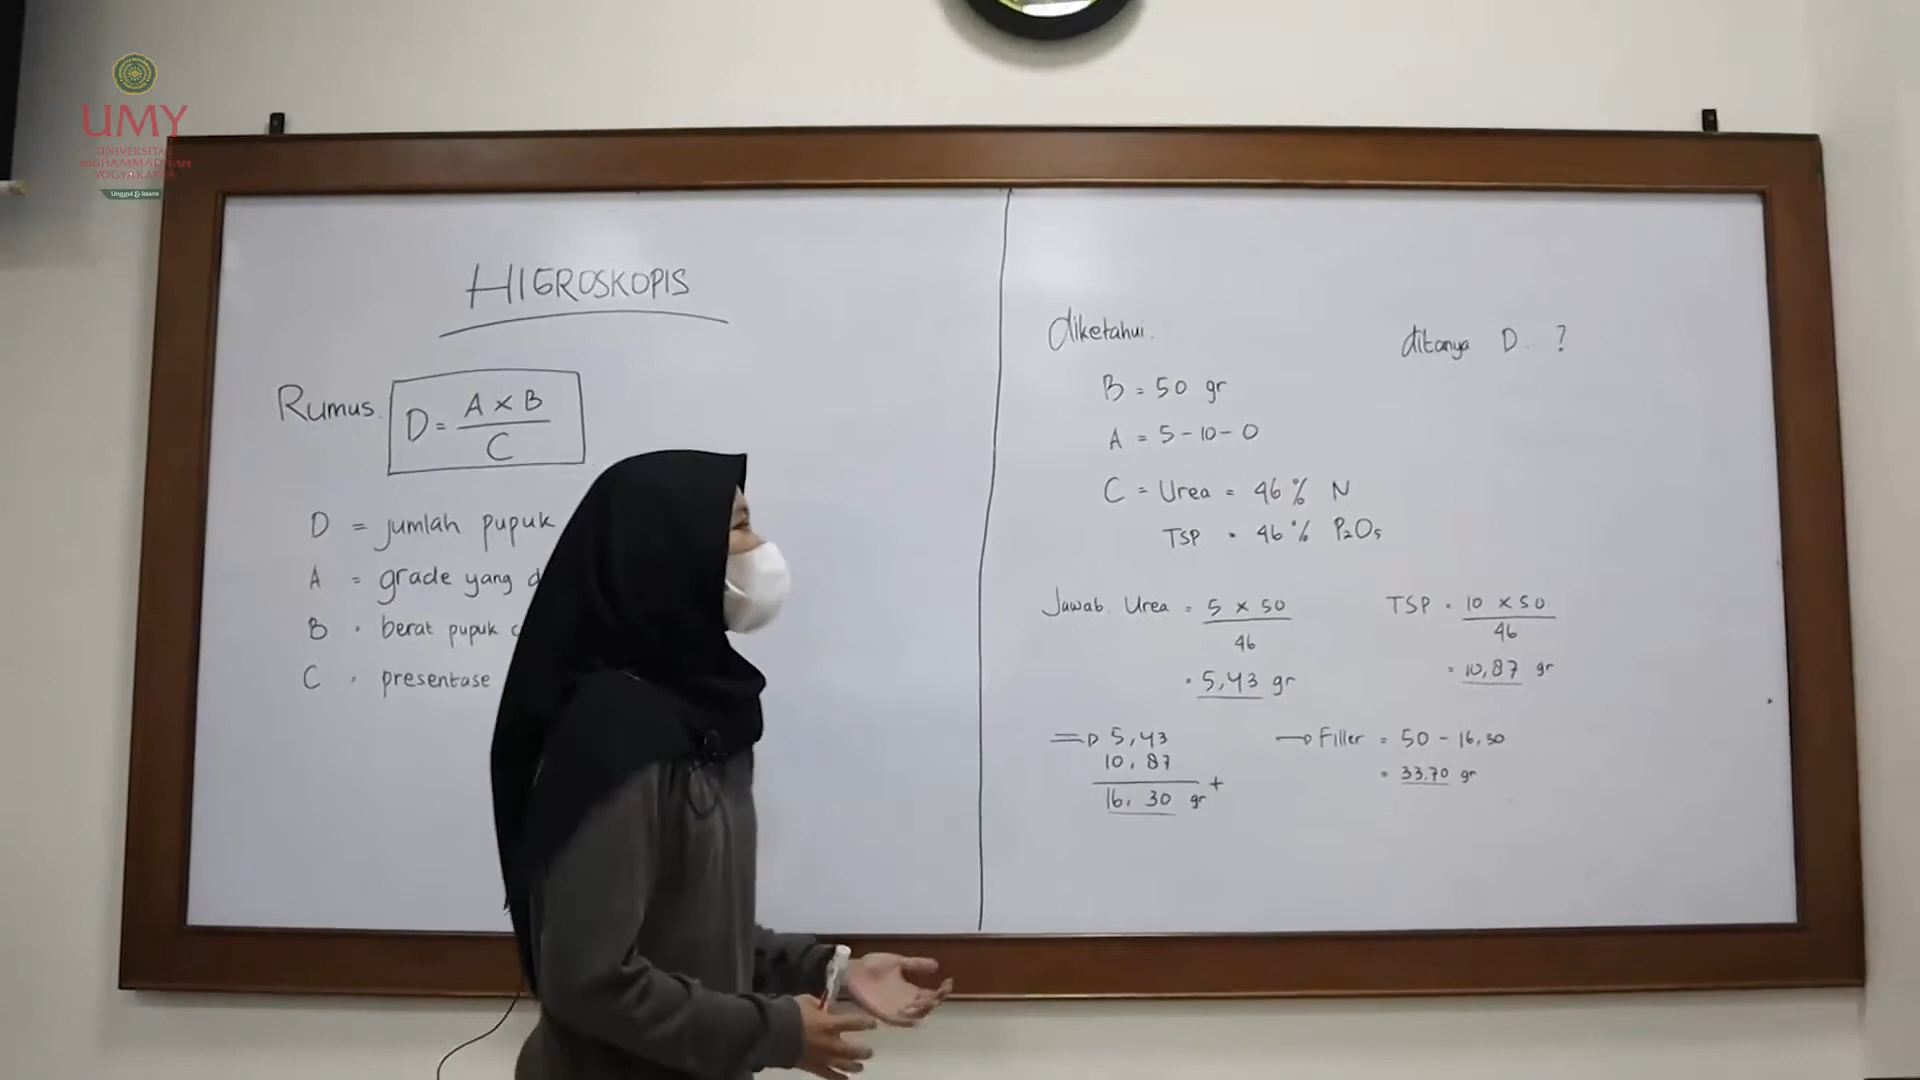 UMY
UNIVERSITAS
MUHAMMADIYAH
YOGYAKARTA
Unggul & Islami
HIGROSKOPIS
Rumus. D = A × B
C
D = jumlah pupuk
A = grade yang
B = berat pupuk
C = presentase
diketahui.
ditanya D.. ?
B = 50 gr
A = 5 - 10 - 0
C = Urea = 46 % N
TSP = 46 % P2O5
Jawab. Urea = 5 × 50
46
= 5,43 gr
TSP = 10 × 50
46
= 10,87 gr
5,43
10,87
+
16,30 gr
Filler = 50 - 16,30
= 33.70 gr